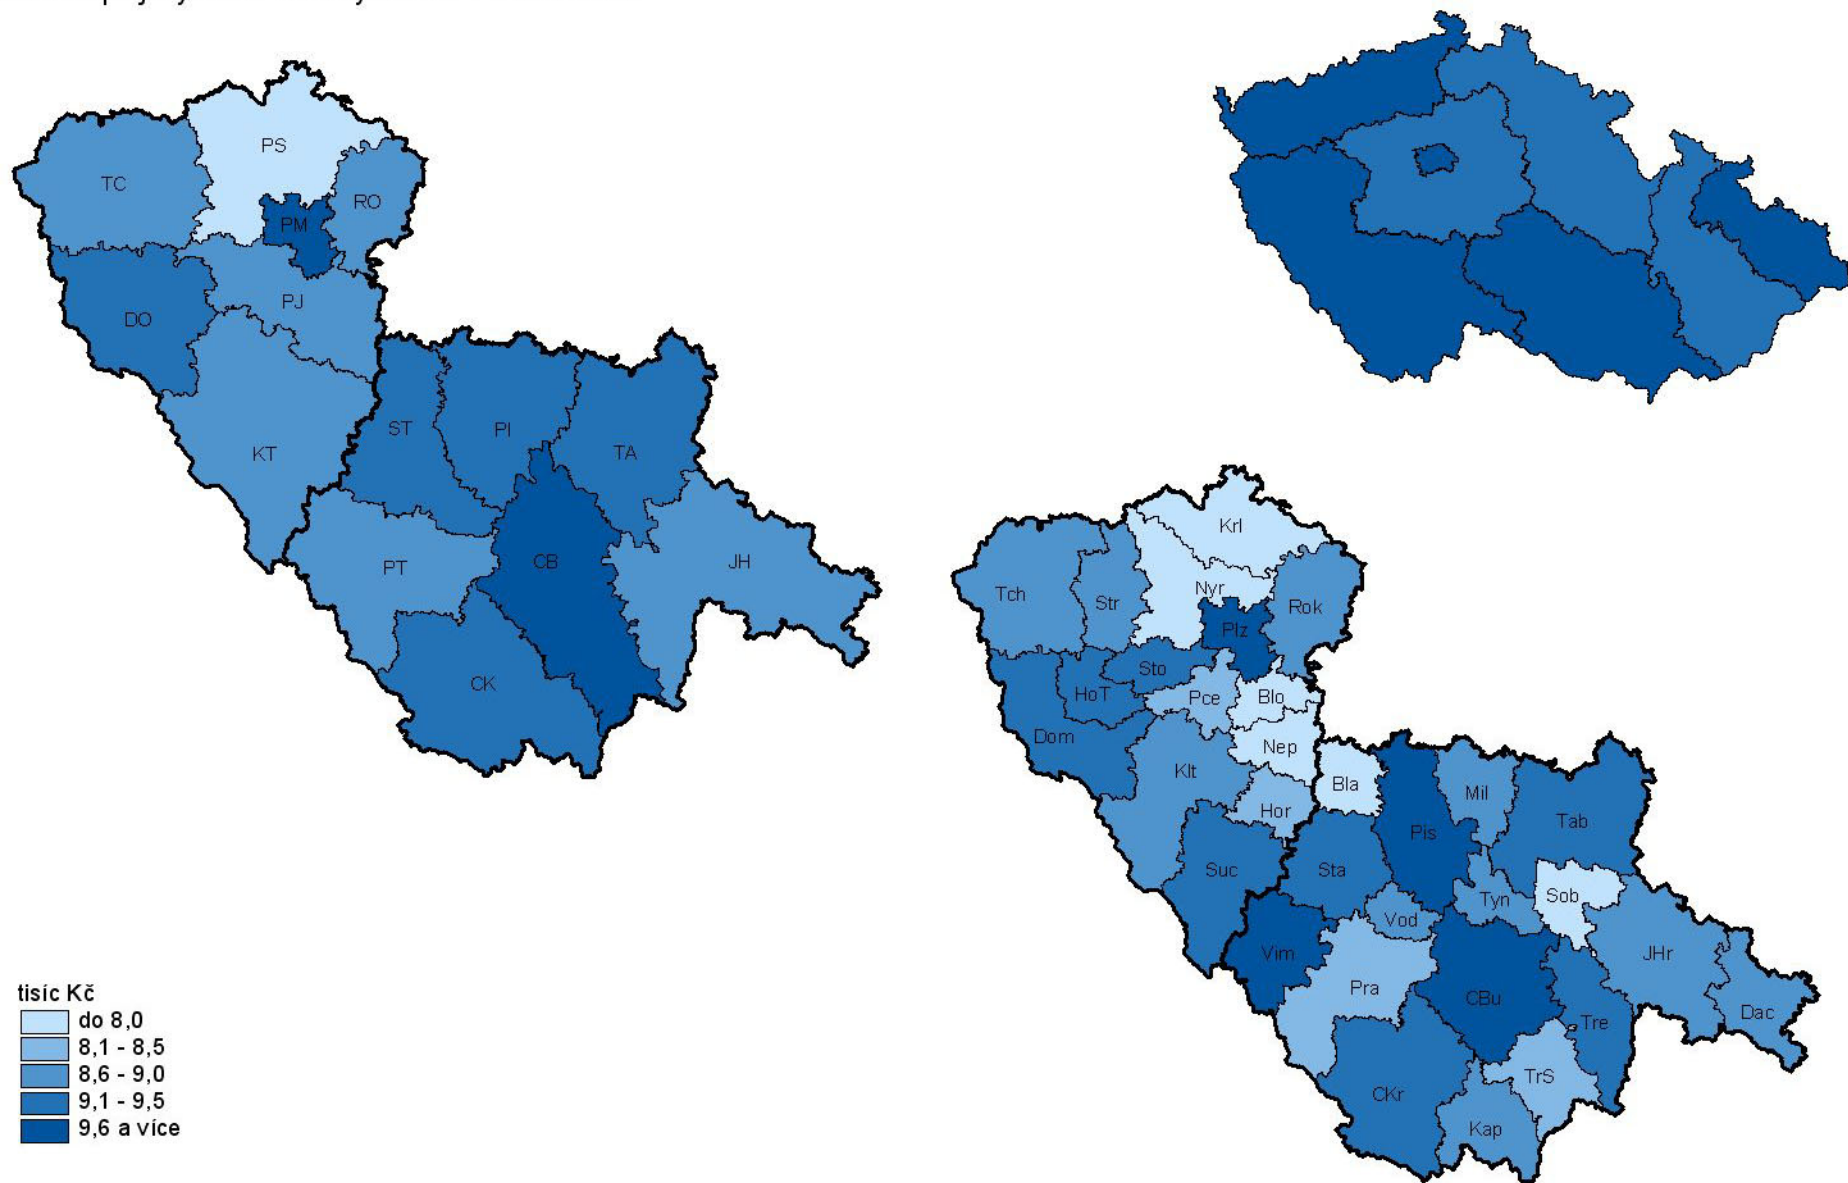 PS
TC
RO
PM
PJ
DO
ST
PI
TA
KT
CB
JH
PT
CK
Krl
Tch
Nyr
Str
Rok
Plz
Sto
HoT
Pce
Blo
Dom
Nep
Klt
Bla
Mil
Hor
Pis
Tab
Suc
Sta
Sob
Tyn
Vod
Vim
JHr
Pra
CBu
Dac
Tre
TrS
CKr
Kap
tisíc Kč
do 8,0
8,1 - 8,5
8,6 - 9,0
9,1 - 9,5
9,6 a více